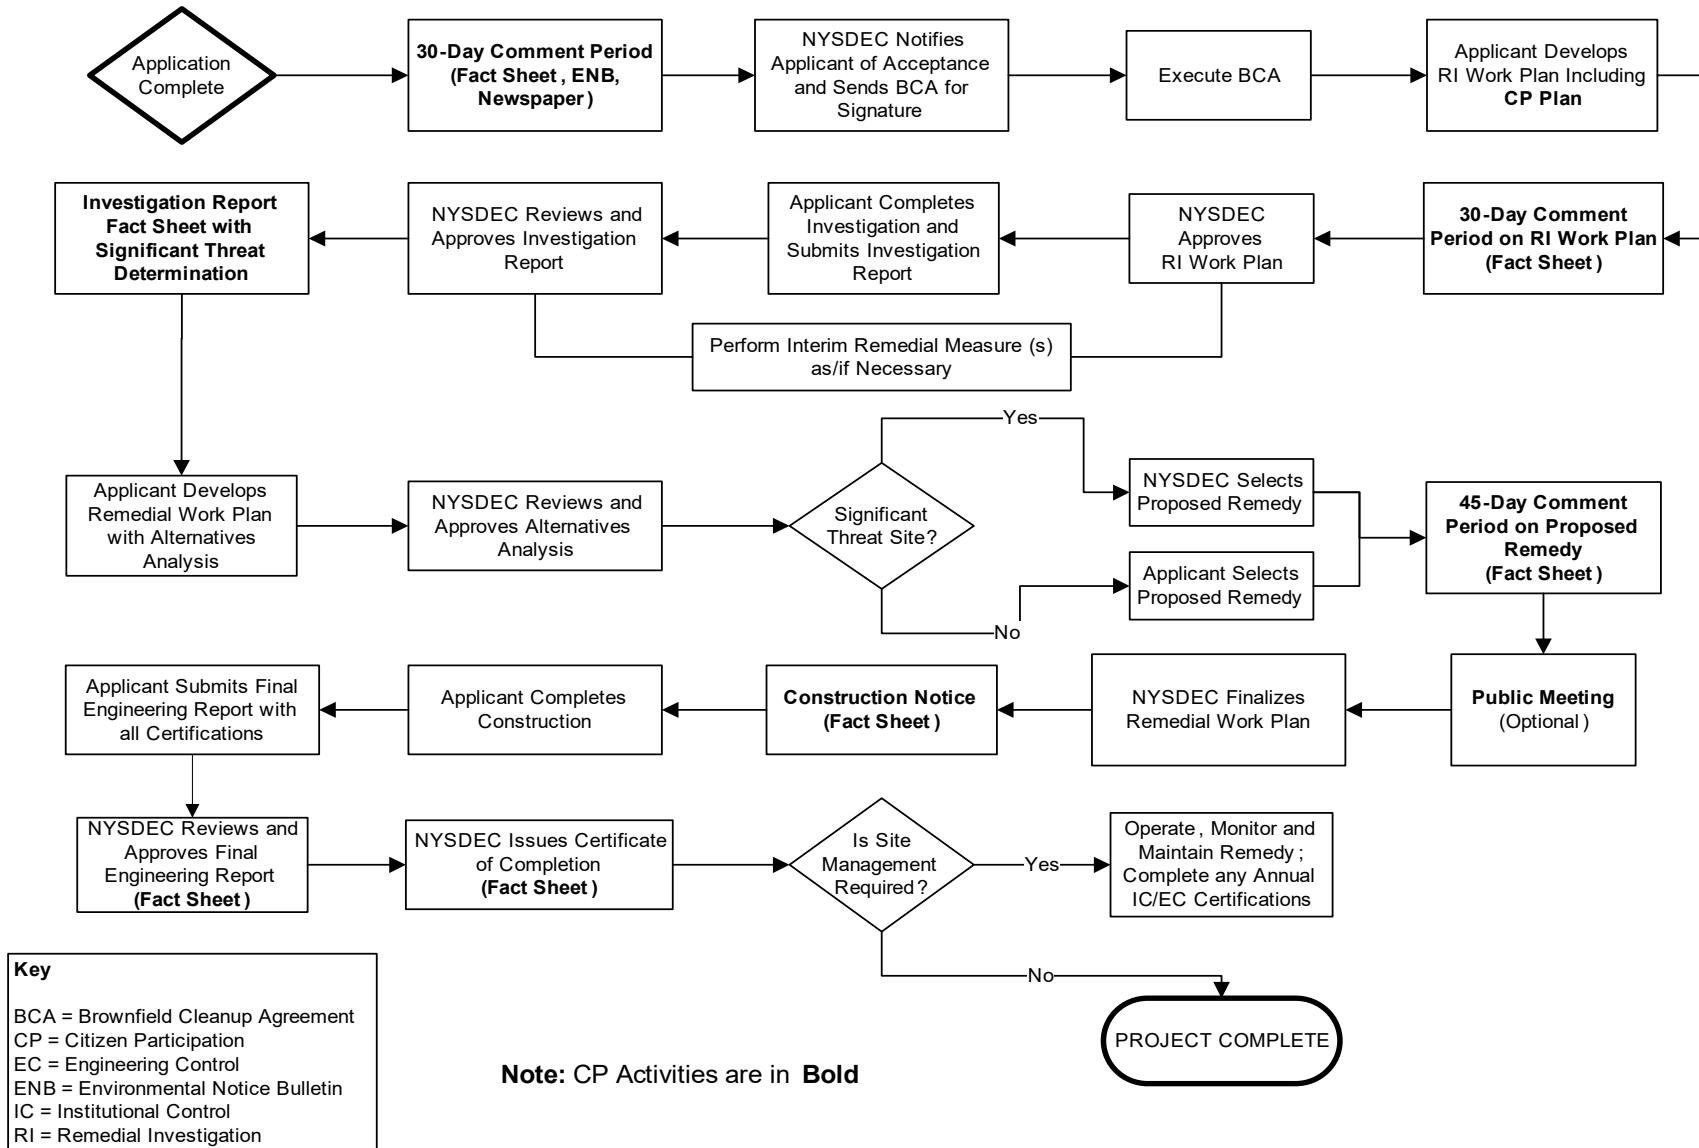 Application
Complete
30-Day Comment Period
(Fact Sheet, ENB,
Newspaper)
NYSDEC Notifies
Applicant of Acceptance
and Sends BCA for
Signature
Execute BCA
Applicant Develops
RI Work Plan Including
CP Plan
30-Day Comment
Period on RI Work Plan
(Fact Sheet)
NYSDEC
Approves
RI Work Plan
Applicant Completes
Investigation and
Submits Investigation
Report
NYSDEC Reviews and
Approves Investigation
Report
Investigation Report
Fact Sheet with
Significant Threat
Determination
Perform Interim Remedial Measure (s)
as/if Necessary
Applicant Develops
Remedial Work Plan
with Alternatives
Analysis
NYSDEC Reviews and
Approves Alternatives
Analysis
Significant
Threat Site?
Yes
No
NYSDEC Selects
Proposed Remedy
Applicant Selects
Proposed Remedy
45-Day Comment
Period on Proposed
Remedy
(Fact Sheet)
Public Meeting
(Optional)
NYSDEC Finalizes
Remedial Work Plan
Construction Notice
(Fact Sheet)
Applicant Completes
Construction
Applicant Submits Final
Engineering Report with
all Certifications
NYSDEC Reviews and
Approves Final
Engineering Report
(Fact Sheet)
NYSDEC Issues Certificate
of Completion
(Fact Sheet)
Is Site
Management
Required?
Yes
Operate, Monitor and
Maintain Remedy;
Complete any Annual
IC/EC Certifications
No
PROJECT COMPLETE
Key
BCA = Brownfield Cleanup Agreement
CP = Citizen Participation
EC = Engineering Control
ENB = Environmental Notice Bulletin
IC = Institutional Control
RI = Remedial Investigation
Note: CP Activities are in Bold